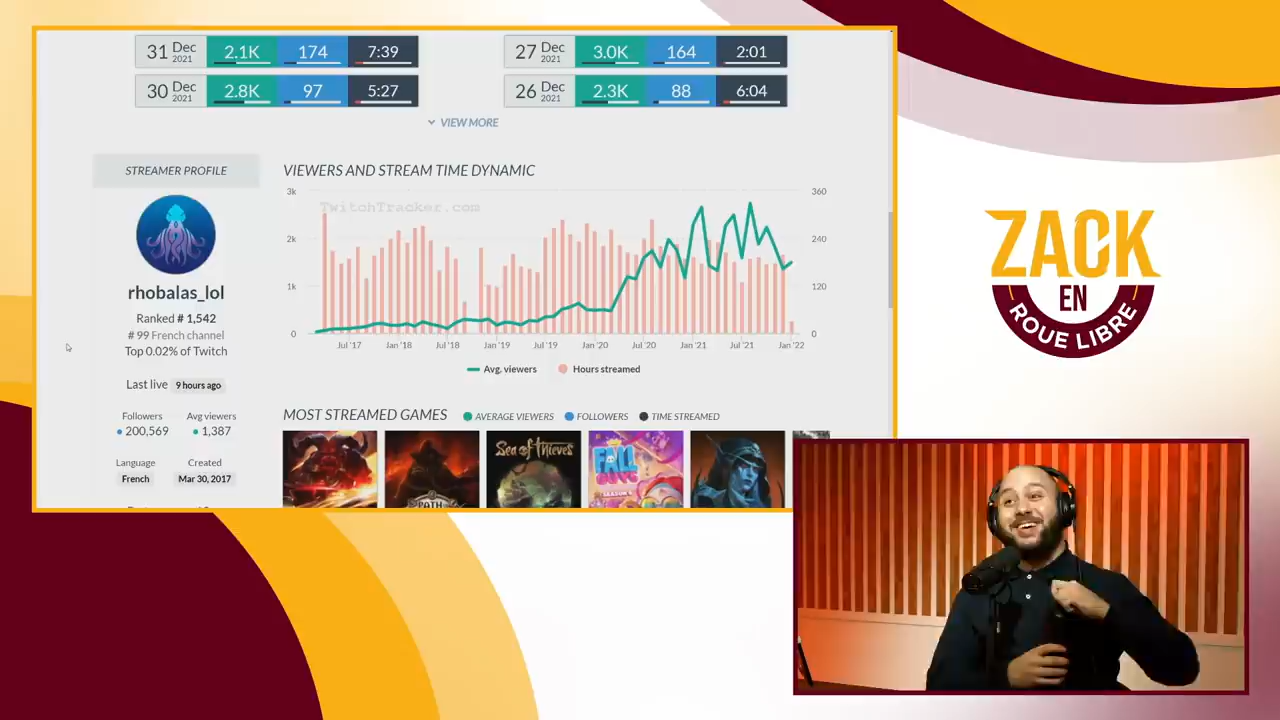 31 Dec 2021 2.1K 174 7:39
27 Dec 2021 3.0K 164 2:01
30 Dec 2021 2.8K 97 5:27
26 Dec 2021 2.3K 88 6:04
VIEW MORE
STREAMER PROFILE
rhobalas_lol
Ranked # 1,542
# 99 French channel
Top 0.02% of Twitch
Last live 9 hours ago
Followers Avg viewers
200,569 1,387
Language Created
French Mar 30, 2017
VIEWERS AND STREAM TIME DYNAMIC
TwitchTracker.com
3k 360
2k 240
1k 120
0 0
Jul '17 Jan '18 Jul '18 Jan '19 Jul '19 Jan '20 Jul '20 Jan '21 Jul '21 Jan '22
Avg. viewers Hours streamed
MOST STREAMED GAMES AVERAGE VIEWERS FOLLOWERS TIME STREAMED
PATH
Sea of Thieves
FALL GUYS
SEASON 6
ZACK
EN
ROUE LIBRE